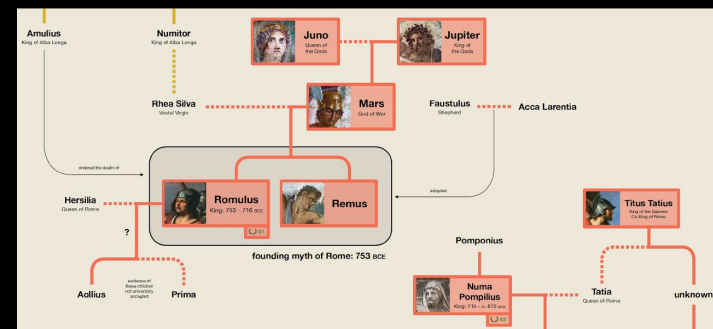 Amulius
King of Alba Longa
Numitor
King of Alba Longa
Juno
Queen of
the Gods
Jupiter
King of
the Gods
Rhea Silva
Vestal Virgin
Mars
God of War
Faustulus
Shepherd
Acca Larentia
ordered the death of
adopted
Hersilia
Queen of Rome
Romulus
King: 753 - 716 BCE
01
Remus
?
founding myth of Rome: 753 BCE
Titus Tatius
King of the Sabines
Co-King of Rome
Pomponius
Aollius
evidence of
these children
not universally
accepted
Prima
Numa
Pompilius
King: 715 – c. 672 BCE
02
Tatia
Queen of Rome
unknown